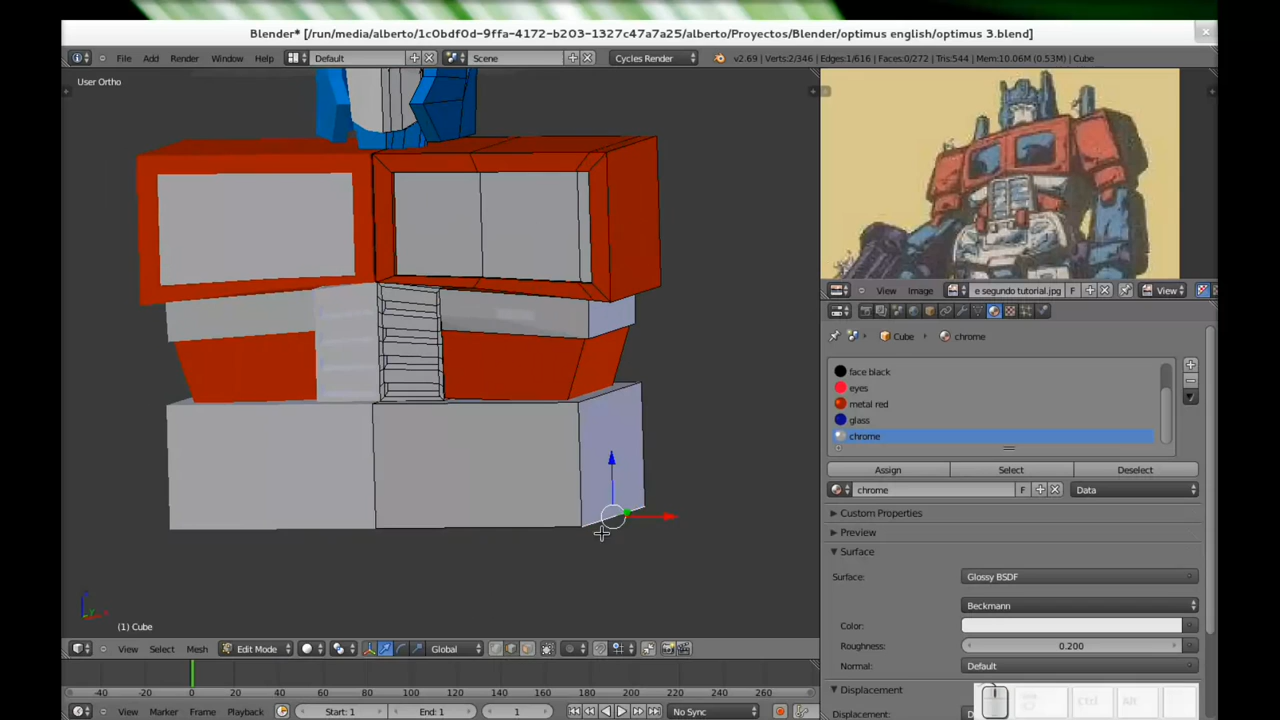 Blender* [/run/media/alberto/1c0bdf0d-9ffa-4172-b203-1327c47a7a25/alberto/Proyectos/Blender/optimus english/optimus 3.blend]
File Add Render Window Help Default Scene Cycles Render v2.69 | Verts:2/346 | Edges:1/616 | Faces:0/272 | Tris:544 | Mem:10.06M (0.53M) | Cube
User Ortho
View Image e segundo tutorial.jpg F View
Cube chrome
face black
eyes
metal red
glass
chrome
Assign Select Deselect
chrome F Data
Custom Properties
Preview
Surface
Surface: Glossy BSDF
Beckmann
Color:
Roughness: 0.200
Normal: Default
Displacement
Displacement:
Ctrl Alt
(1) Cube
View Select Mesh Edit Mode Global
-40 -20 0 20 40 60 80 100 120 140 160 180 200 220 240 260
View Marker Frame Playback Start: 1 End: 1 1 No Sync